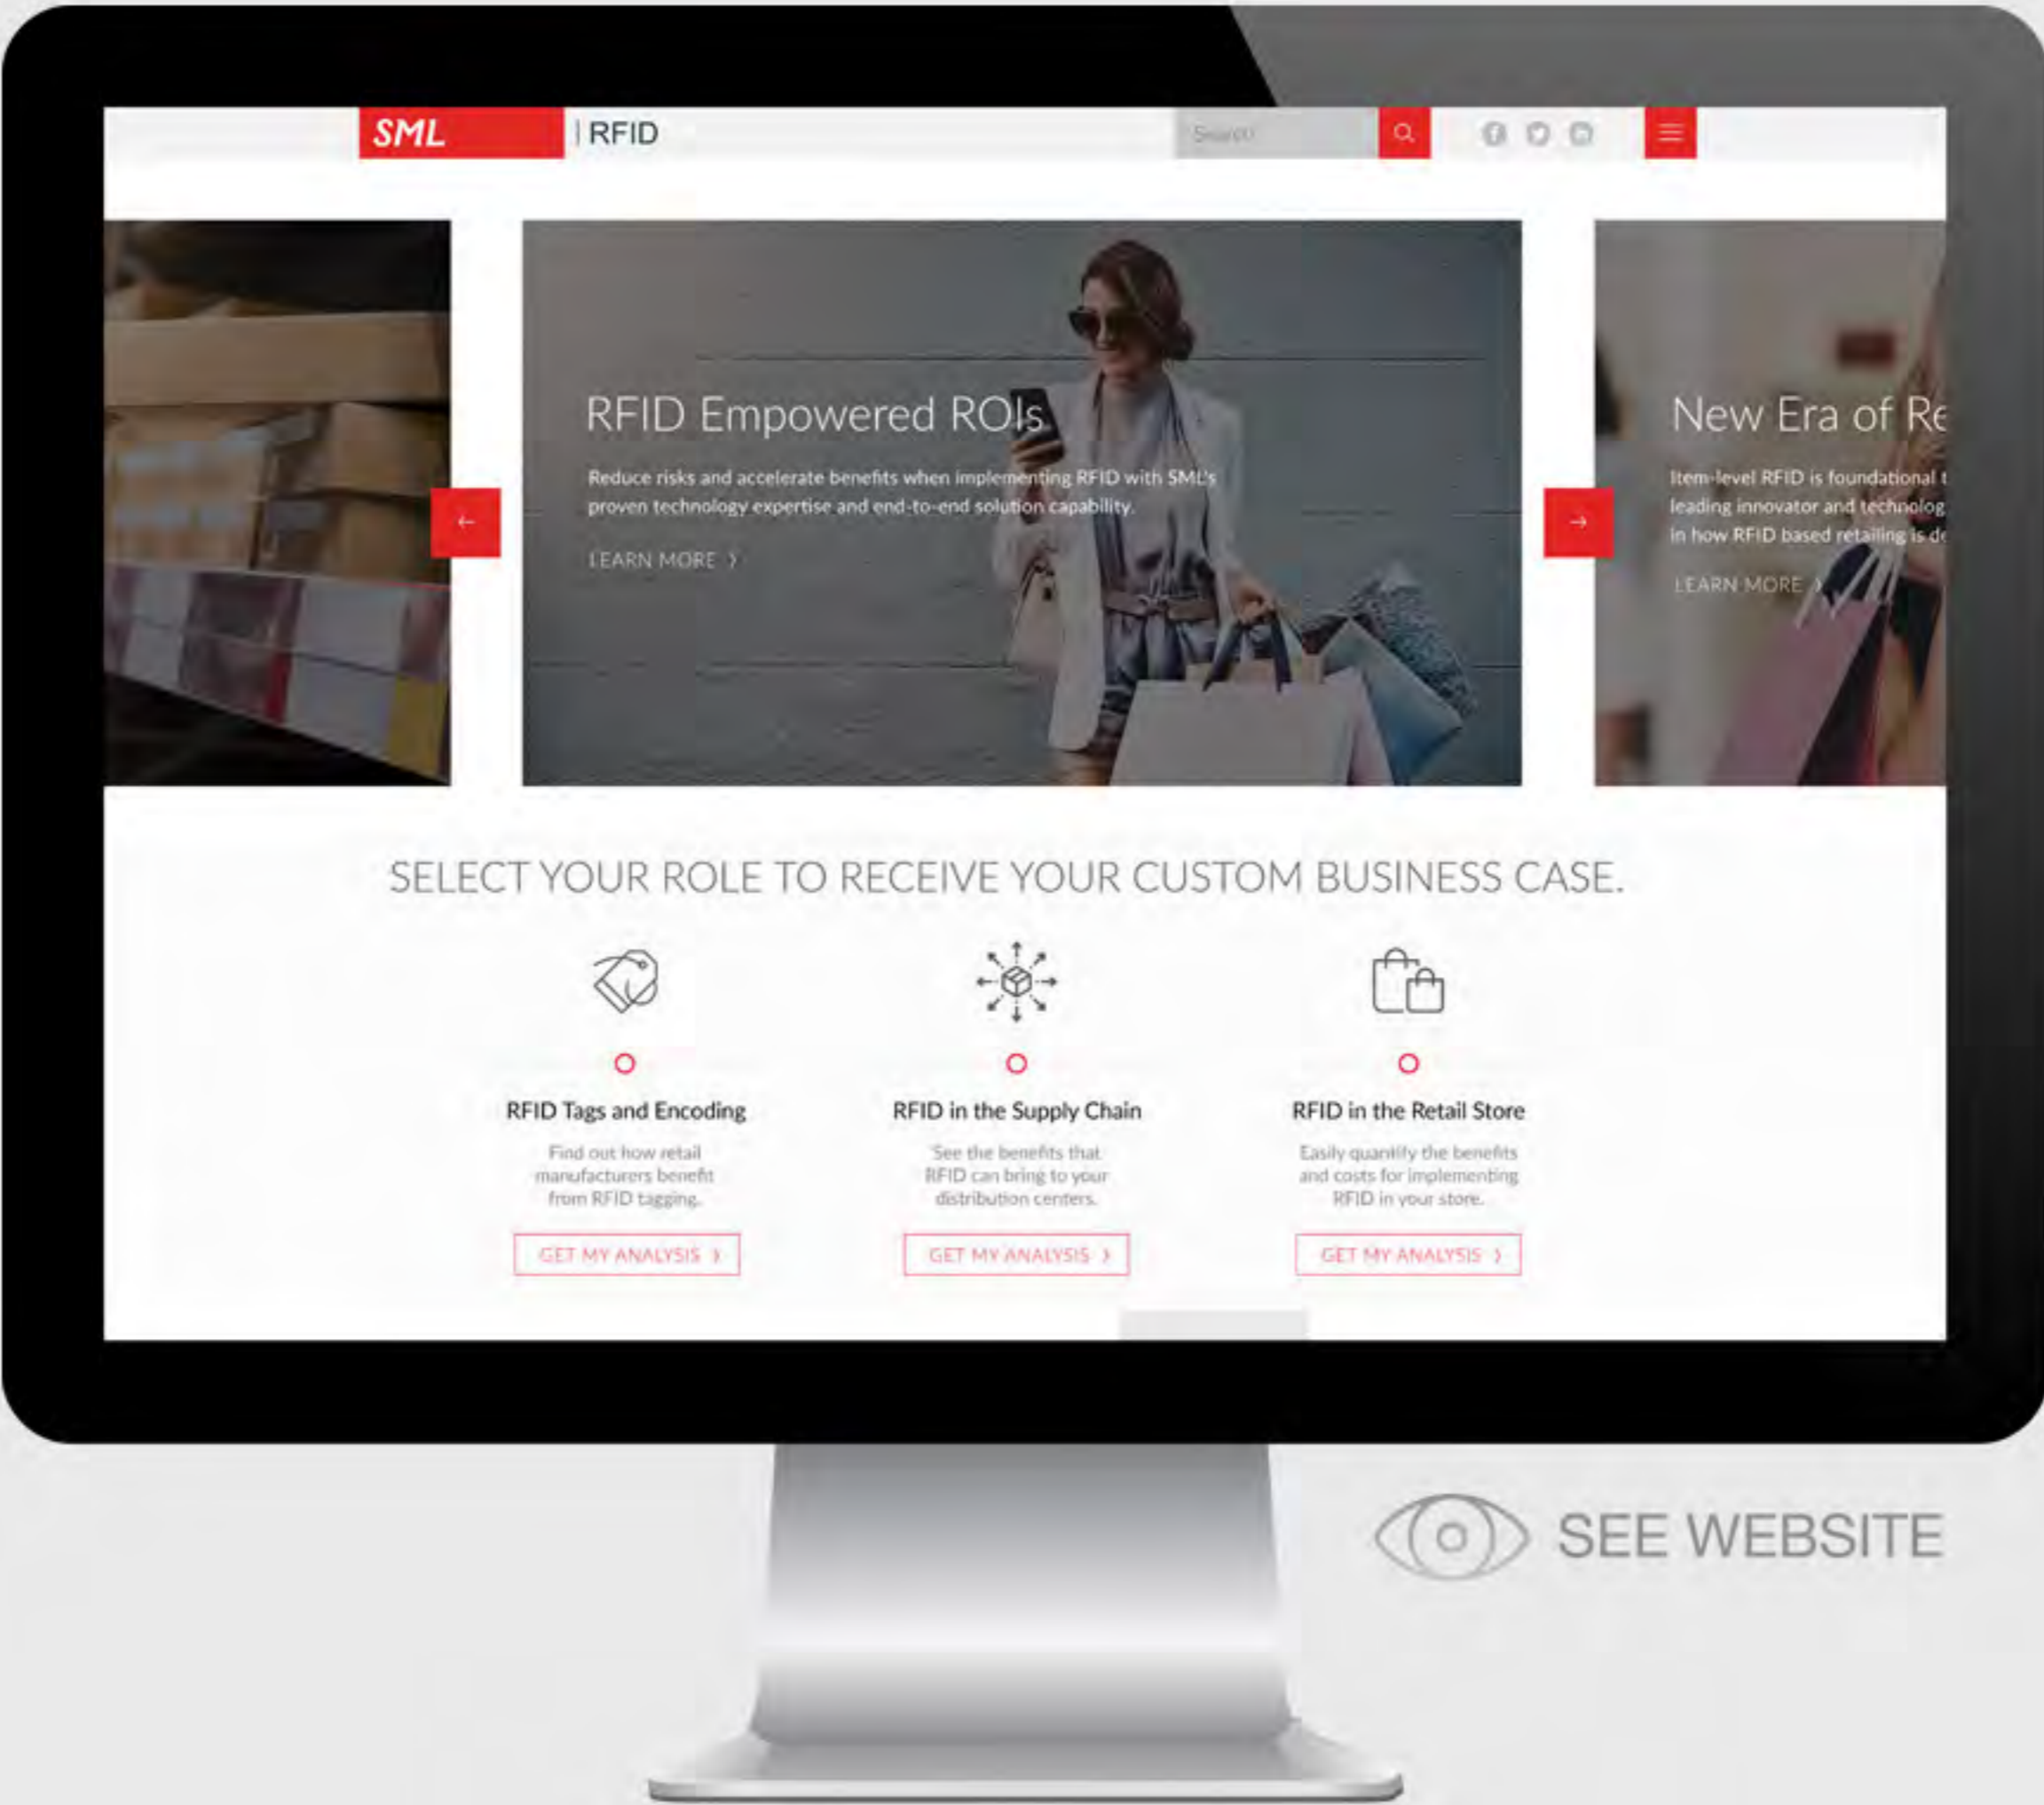 SML | RFID
Search
RFID Empowered ROIs
Reduce risks and accelerate benefits when implementing RFID with SML's
proven technology expertise and end-to-end solution capability.
LEARN MORE
New Era of Re
Item-level RFID is foundational t
leading innovator and technolog
in how RFID based retailing is de
LEARN MORE
SELECT YOUR ROLE TO RECEIVE YOUR CUSTOM BUSINESS CASE.
RFID Tags and Encoding
Find out how retail
manufacturers benefit
from RFID tagging.
GET MY ANALYSIS
RFID in the Supply Chain
See the benefits that
RFID can bring to your
distribution centers.
GET MY ANALYSIS
RFID in the Retail Store
Easily quantify the benefits
and costs for implementing
RFID in your store.
GET MY ANALYSIS
SEE WEBSITE